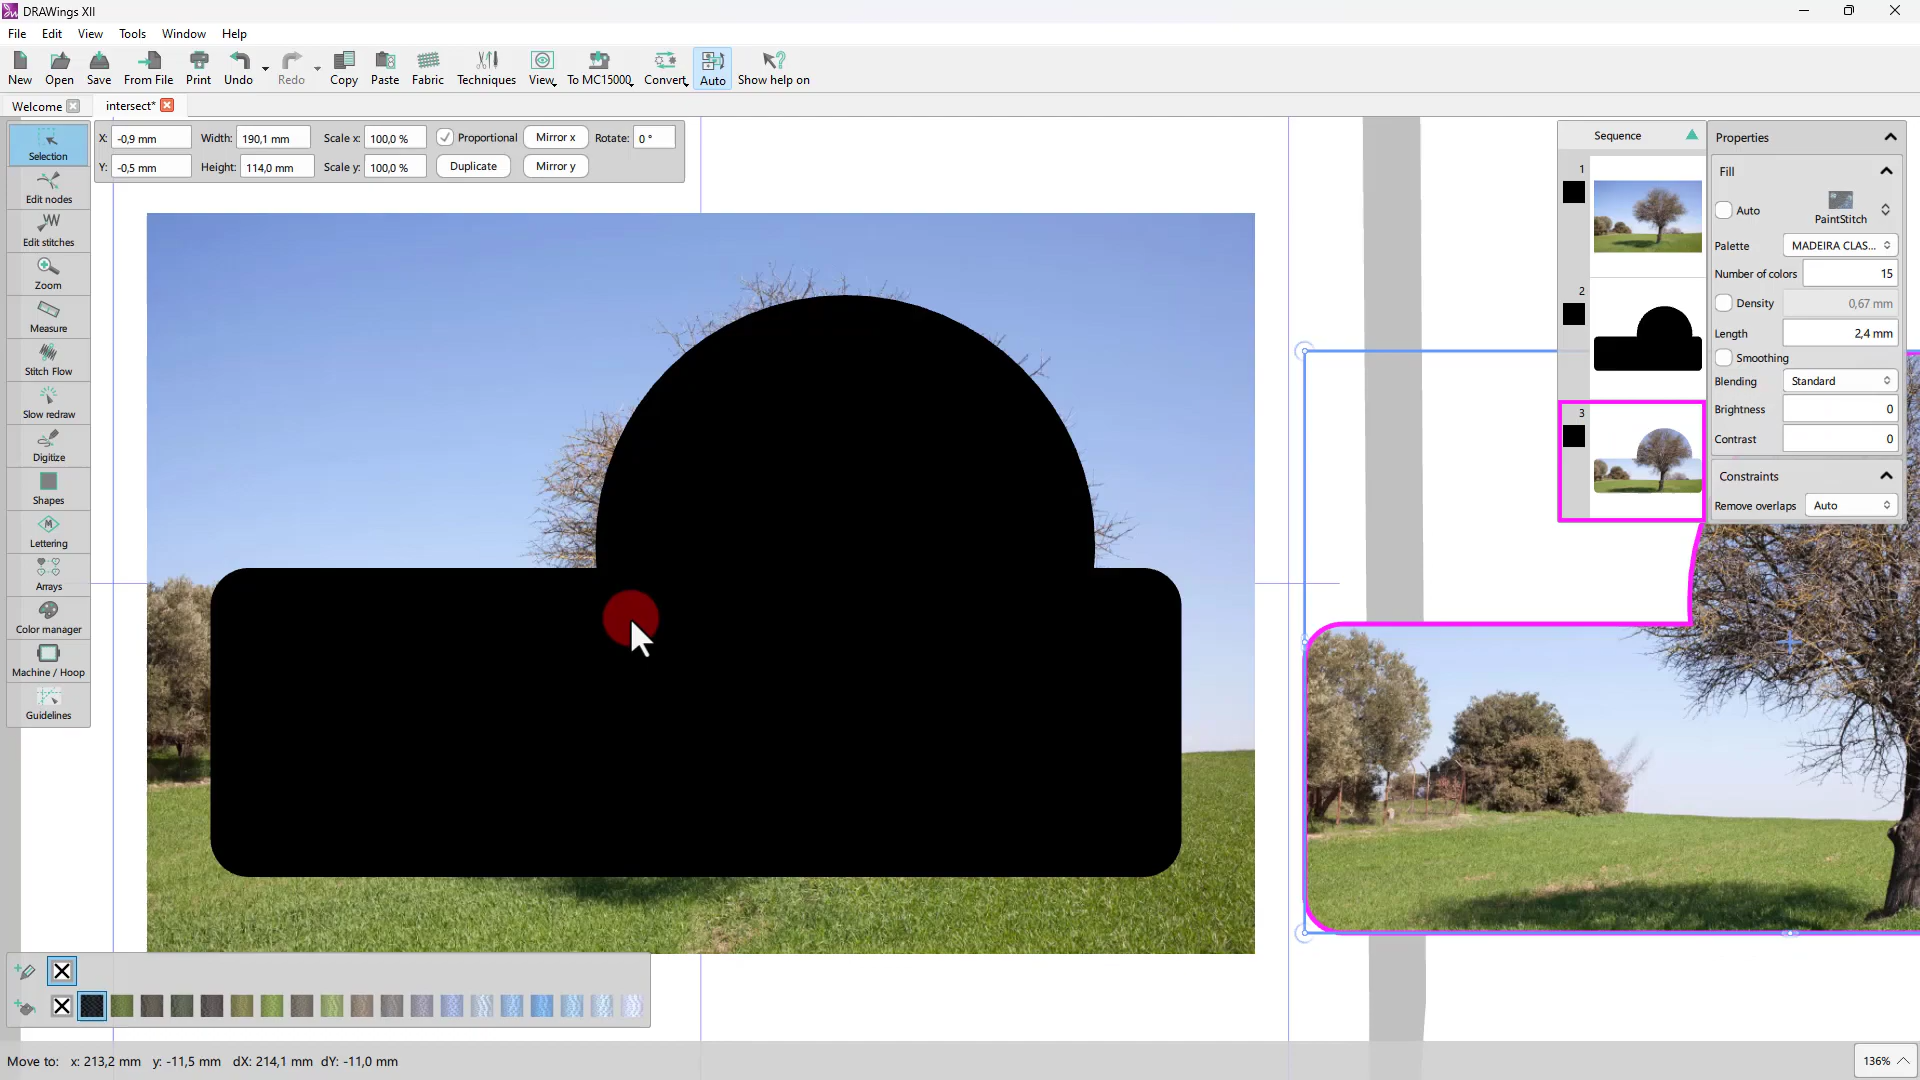 DRAWings XII
File Edit View Tools Window Help
New Open Save From File Print Undo Redo Copy Paste Fabric Techniques View To MC15000 Convert Auto Show help on
Welcome intersect*
Selection
Edit nodes
Edit stitches
Zoom
Measure
Stitch Flow
Slow redraw
Digitize
Shapes
Lettering
Arrays
Color manager
Machine / Hoop
Guidelines
X: -0,9 mm Width: 190,1 mm Scale x: 100,0 % Proportional Mirror x Rotate: 0 °
Y: -0,5 mm Height: 114,0 mm Scale y: 100,0 % Duplicate Mirror y
Sequence
1
2
3
Properties
Fill
Auto PaintStitch
Palette MADEIRA CLAS...
Number of colors 15
Density 0,67 mm
Length 2,4 mm
Smoothing
Blending Standard
Brightness 0
Contrast 0
Constraints
Remove overlaps Auto
Move to: x: 213,2 mm y: -11,5 mm dX: 214,1 mm dY: -11,0 mm
136%